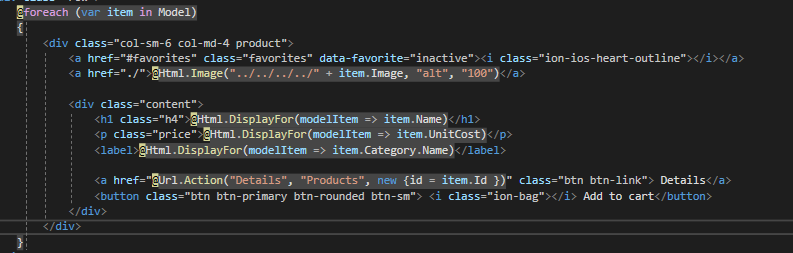 @foreach (var item in Model)
{
<div class="col-sm-6 col-md-4 product">
<a href="#favorites" class="favorites" data-favorite="inactive"><i class="ion-ios-heart-outline"></i></a>
<a href="./">@Html.Image("../../../../" + item.Image, "alt", "100")</a>
<div class="content">
<h1 class="h4">@Html.DisplayFor(modelItem => item.Name)</h1>
<p class="price">@Html.DisplayFor(modelItem => item.UnitCost)</p>
<label>@Html.DisplayFor(modelItem => item.Category.Name)</label>
<a href="@Url.Action("Details", "Products", new {id = item.Id })" class="btn btn-link"> Details</a>
<button class="btn btn-primary btn-rounded btn-sm"> <i class="ion-bag"></i> Add to cart</button>
</div>
</div>
}